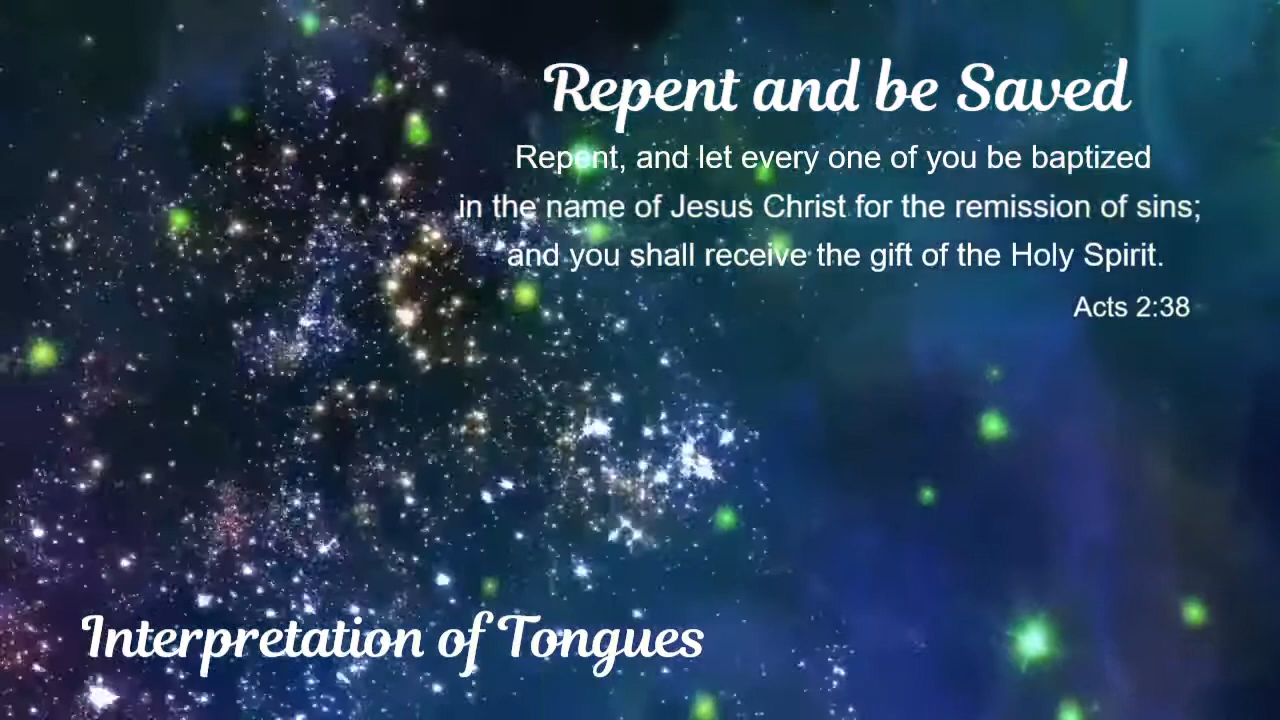 Repent and be Saved
Repent, and let every one of you be baptized
in the name of Jesus Christ for the remission of sins;
and you shall receive the gift of the Holy Spirit.
Acts 2:38
Interpretation of Tongues